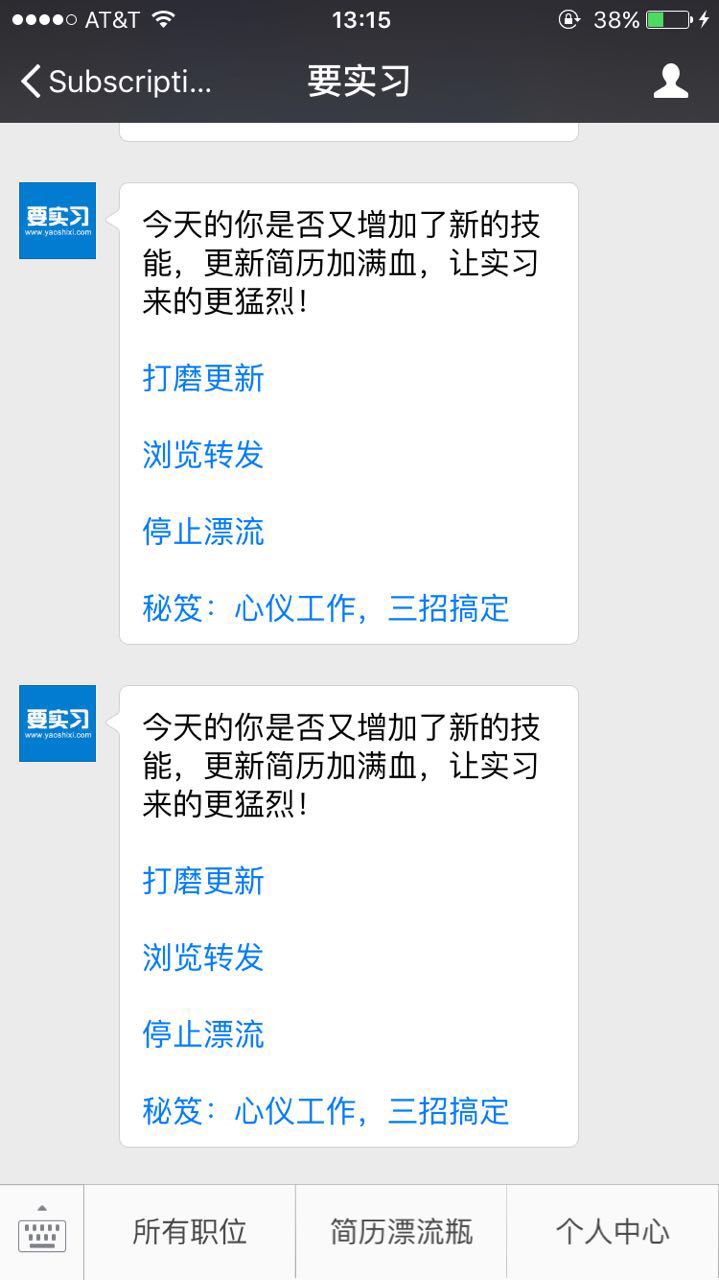 AT&T 13:15 38%
Subscripti... 要实习
要实习
www.yaoshixi.com
今天的你是否又增加了新的技
能，更新简历加满血，让实习
来的更猛烈！
打磨更新
浏览转发
停止漂流
秘笈：心仪工作，三招搞定
要实习
www.yaoshixi.com
今天的你是否又增加了新的技
能，更新简历加满血，让实习
来的更猛烈！
打磨更新
浏览转发
停止漂流
秘笈：心仪工作，三招搞定
所有职位 简历漂流瓶 个人中心